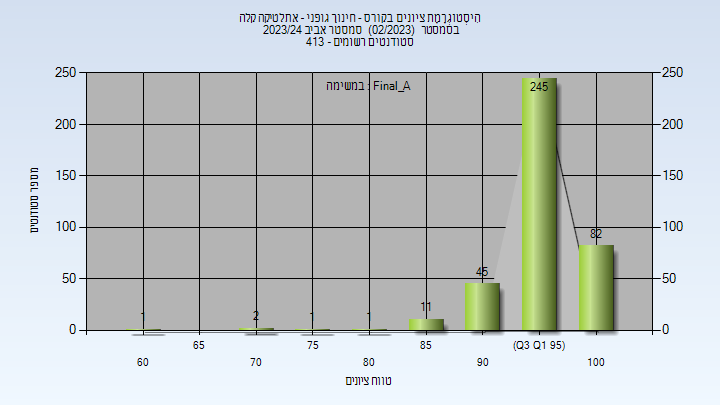 היסטוגרמת ציונים בקורס - חינוך גופני - אתלטיקה קלה
בסמסטר (02/2023) סמסטר אביב 2023/24
סטודנטים רשומים - 413
במשימה : Final_A
מספר סטודנטים
250 250
200 200
150 150
100 100
50 50
0 0
1 2 1 1 11 45 245 82
65 75 85 (Q3 Q1 95)
60 70 80 90 100
טווח ציונים